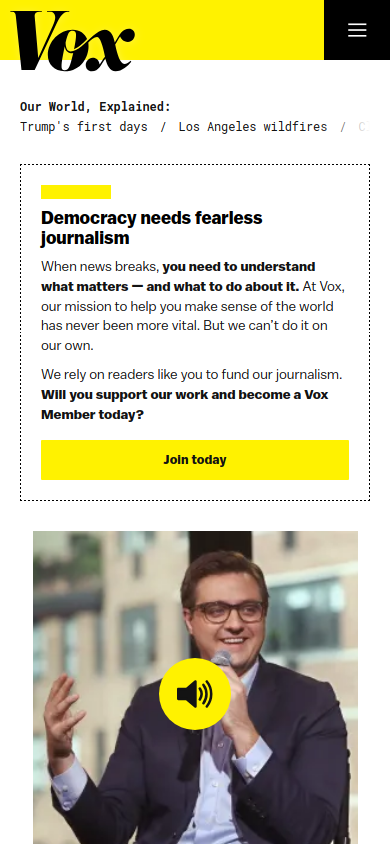 Vox
Our World, Explained:
Trump's first days / Los Angeles wildfires /
Democracy needs fearless
journalism
When news breaks, you need to understand
what matters — and what to do about it. At Vox,
our mission to help you make sense of the world
has never been more vital. But we can't do it on
our own.
We rely on readers like you to fund our journalism.
Will you support our work and become a Vox
Member today?
Join today